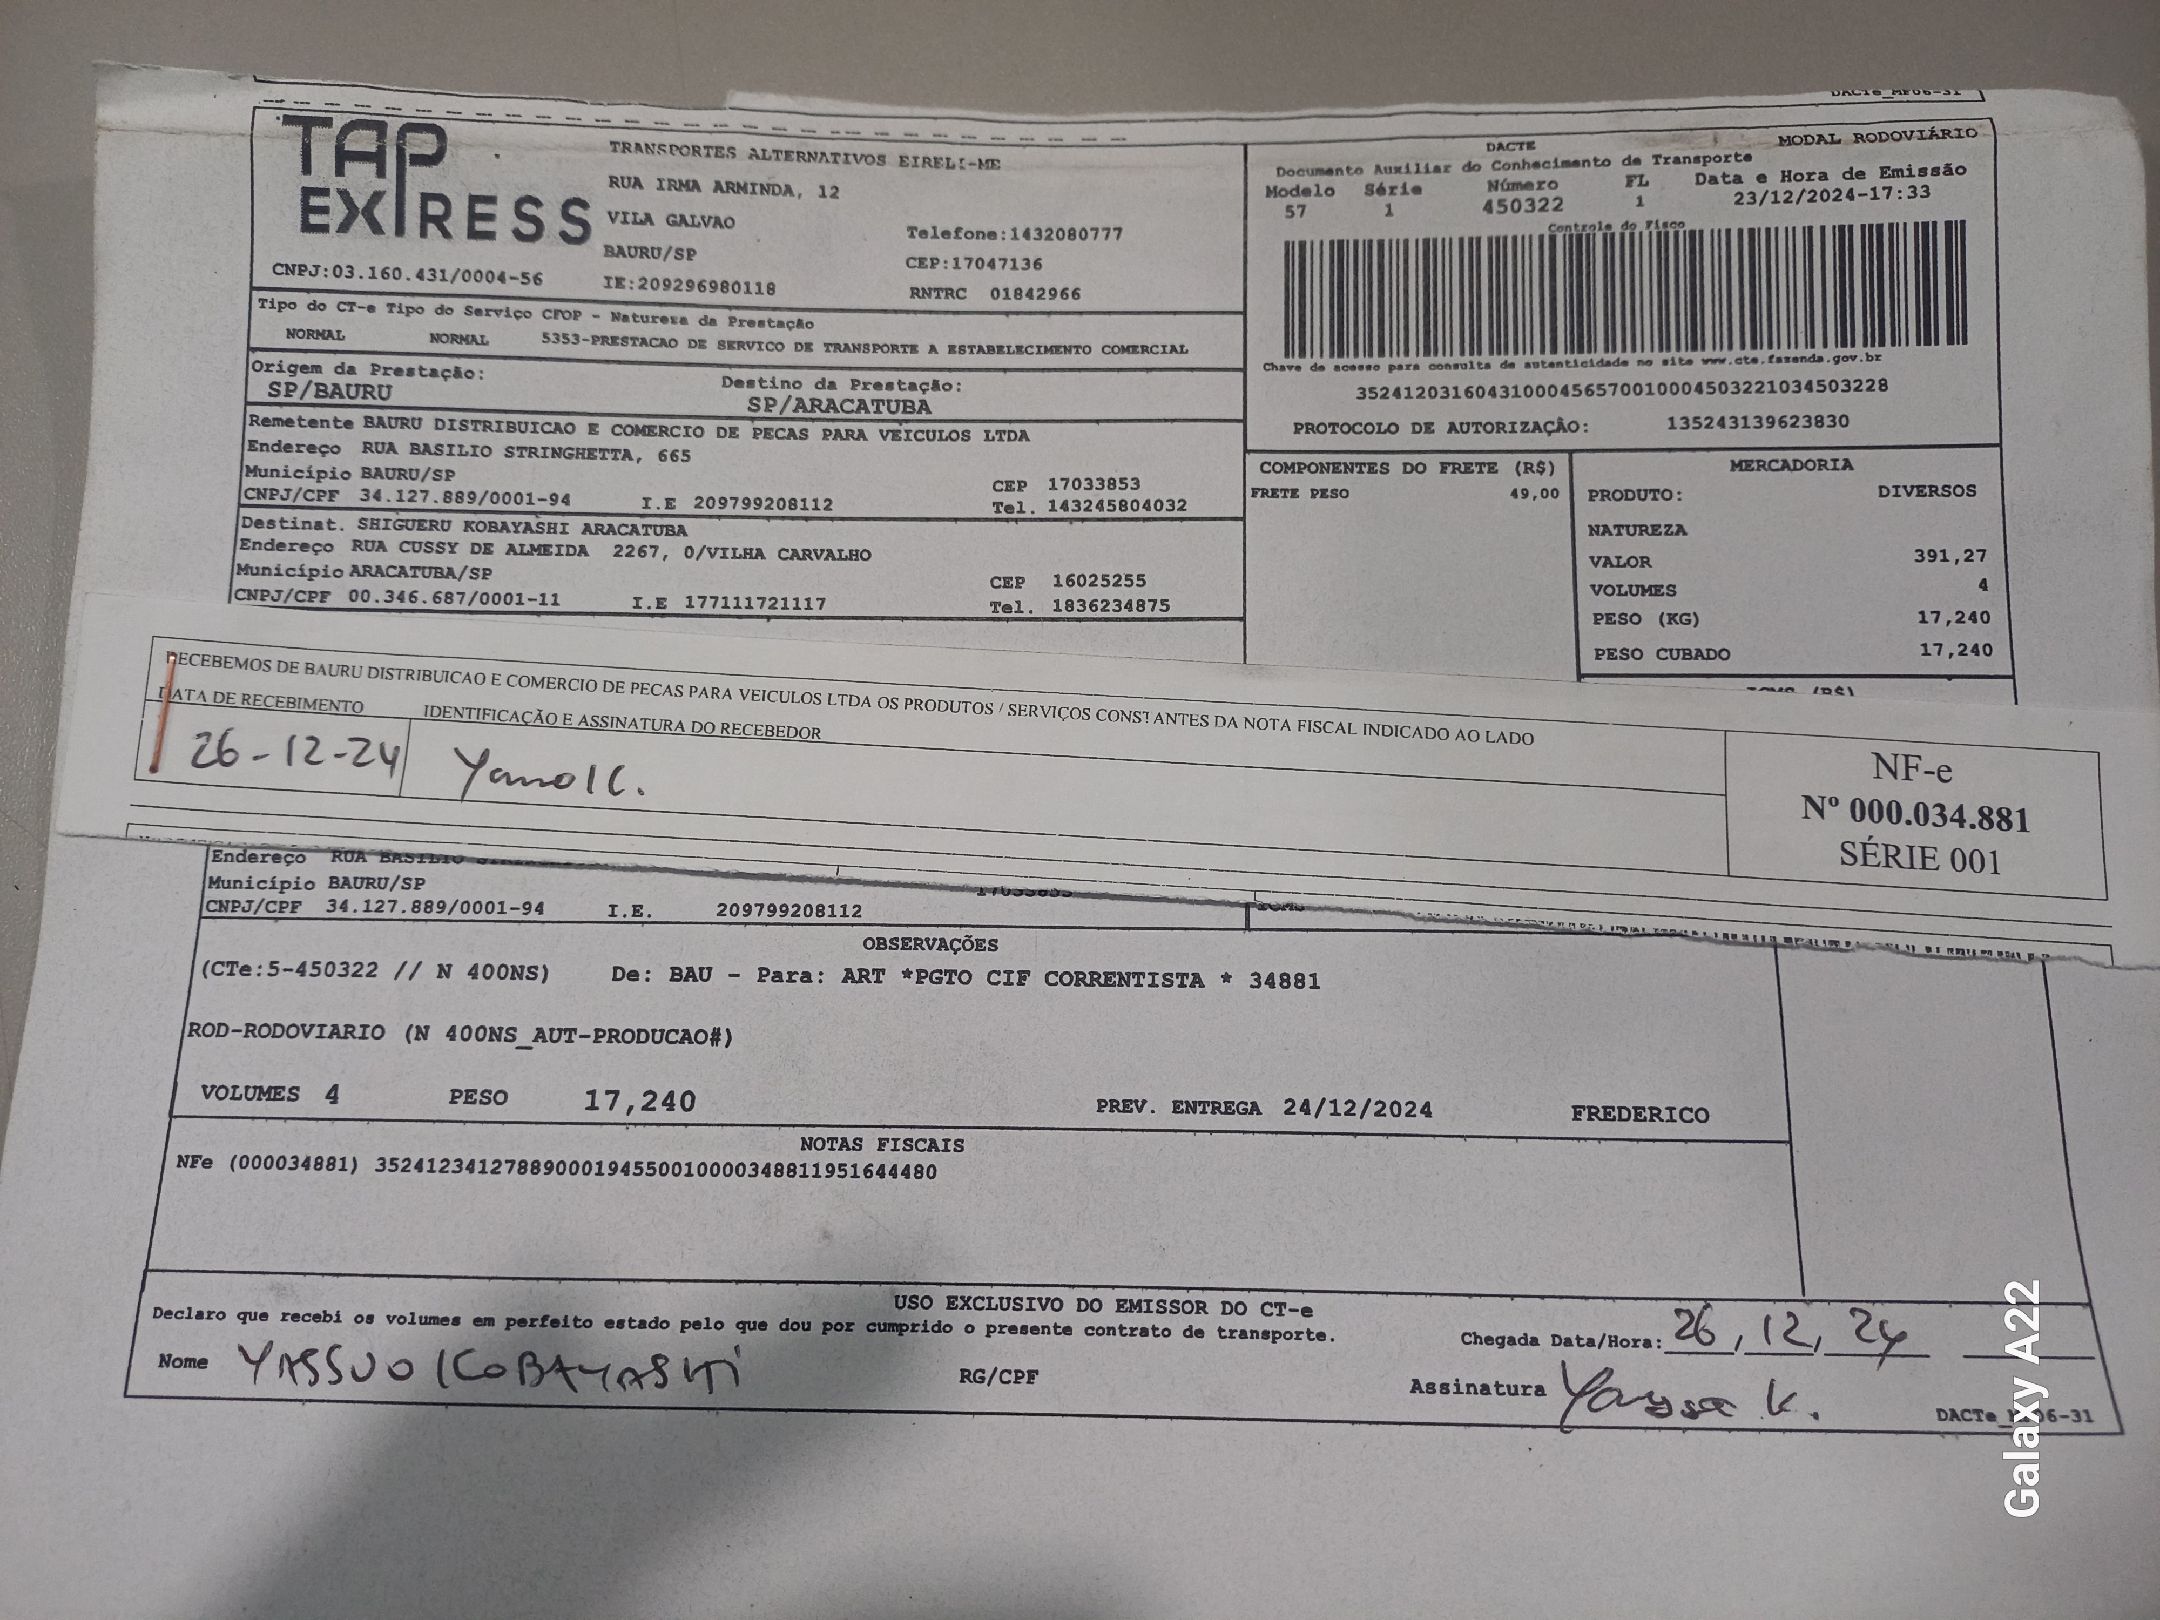 DACTe_MF06-31
TAP EXPRESS
TRANSPORTES ALTERNATIVOS EIRELI-ME
RUA IRMA ARMINDA, 12
VILA GALVAO
BAURU/SP
Telefone:1432080777
CEP:17047136
CNPJ:03.160.431/0004-56
IE:209296980118
RNTRC 01842966
DACTE
MODAL RODOVIÁRIO
Documento Auxiliar do Conhecimento de Transporte
Modelo Série Número FL Data e Hora de Emissão
57 1 450322 1 23/12/2024-17:33
Controle do Fisco
Chave de acesso para consulta de autenticidade no site www.cte.fazenda.gov.br
35241203160431000456570010004503221034503228
PROTOCOLO DE AUTORIZAÇÂO: 135243139623830
Tipo do CT-e Tipo do Serviço CFOP - Natureza da Prestação
NORMAL NORMAL 5353-PRESTACAO DE SERVICO DE TRANSPORTE A ESTABELECIMENTO COMERCIAL
Origem da Prestação: Destino da Prestação:
SP/BAURU SP/ARACATUBA
Remetente BAURU DISTRIBUICAO E COMERCIO DE PECAS PARA VEICULOS LTDA
Endereço RUA BASILIO STRINGHETTA, 665
Município BAURU/SP CEP 17033853
CNPJ/CPF 34.127.889/0001-94 I.E 209799208112 Tel. 143245804032
Destinat. SHIGUERU KOBAYASHI ARACATUBA
Endereço RUA CUSSY DE ALMEIDA 2267, 0/VILHA CARVALHO
Município ARACATUBA/SP CEP 16025255
CNPJ/CPF 00.346.687/0001-11 I.E 177111721117 Tel. 1836234875
COMPONENTES DO FRETE (R$)
FRETE PESO 49,00
MERCADORIA
PRODUTO: DIVERSOS
NATUREZA
VALOR 391,27
VOLUMES 4
PESO (KG) 17,240
PESO CUBADO 17,240
RECEBEMOS DE BAURU DISTRIBUICAO E COMERCIO DE PECAS PARA VEICULOS LTDA OS PRODUTOS / SERVIÇOS CONSTANTES DA NOTA FISCAL INDICADO AO LADO
DATA DE RECEBIMENTO IDENTIFICAÇÃO E ASSINATURA DO RECEBEDOR
26-12-24
NF-e
Nº 000.034.881
SÉRIE 001
Endereço RUA BASILIO
Município BAURU/SP 17033853
CNPJ/CPF 34.127.889/0001-94 I.E. 209799208112
OBSERVAÇÕES
(CTe:5-450322 // N 400NS) De: BAU - Para: ART *PGTO CIF CORRENTISTA * 34881
ROD-RODOVIARIO (N 400NS_AUT-PRODUCAO#)
VOLUMES 4 PESO 17,240 PREV. ENTREGA 24/12/2024 FREDERICO
NOTAS FISCAIS
NFe (000034881) 35241234127889000194550010000348811951644480
USO EXCLUSIVO DO EMISSOR DO CT-e
Declaro que recebi os volumes em perfeito estado pelo que dou por cumprido o presente contrato de transporte.
Chegada Data/Hora: 26, 12, 24
Nome YASSUO KOBAYASHI RG/CPF Assinatura
DACTe_MF06-31
Galaxy A22